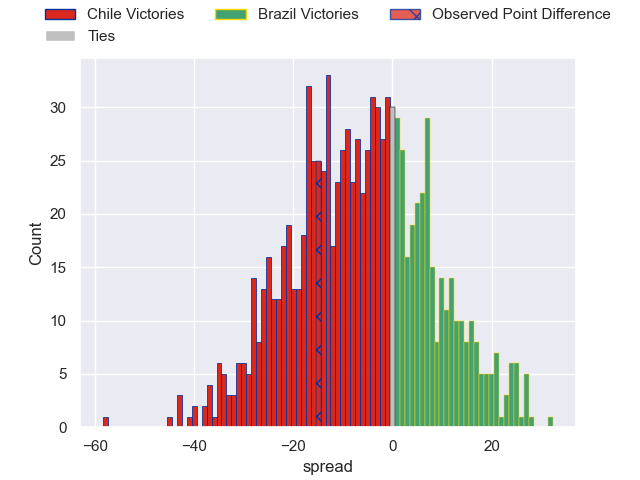 Chile Victories Brazil Victories Observed Point Difference
Ties
30
25
20
15
10
5
0
Count
−60 −40 −20 0 20
spread